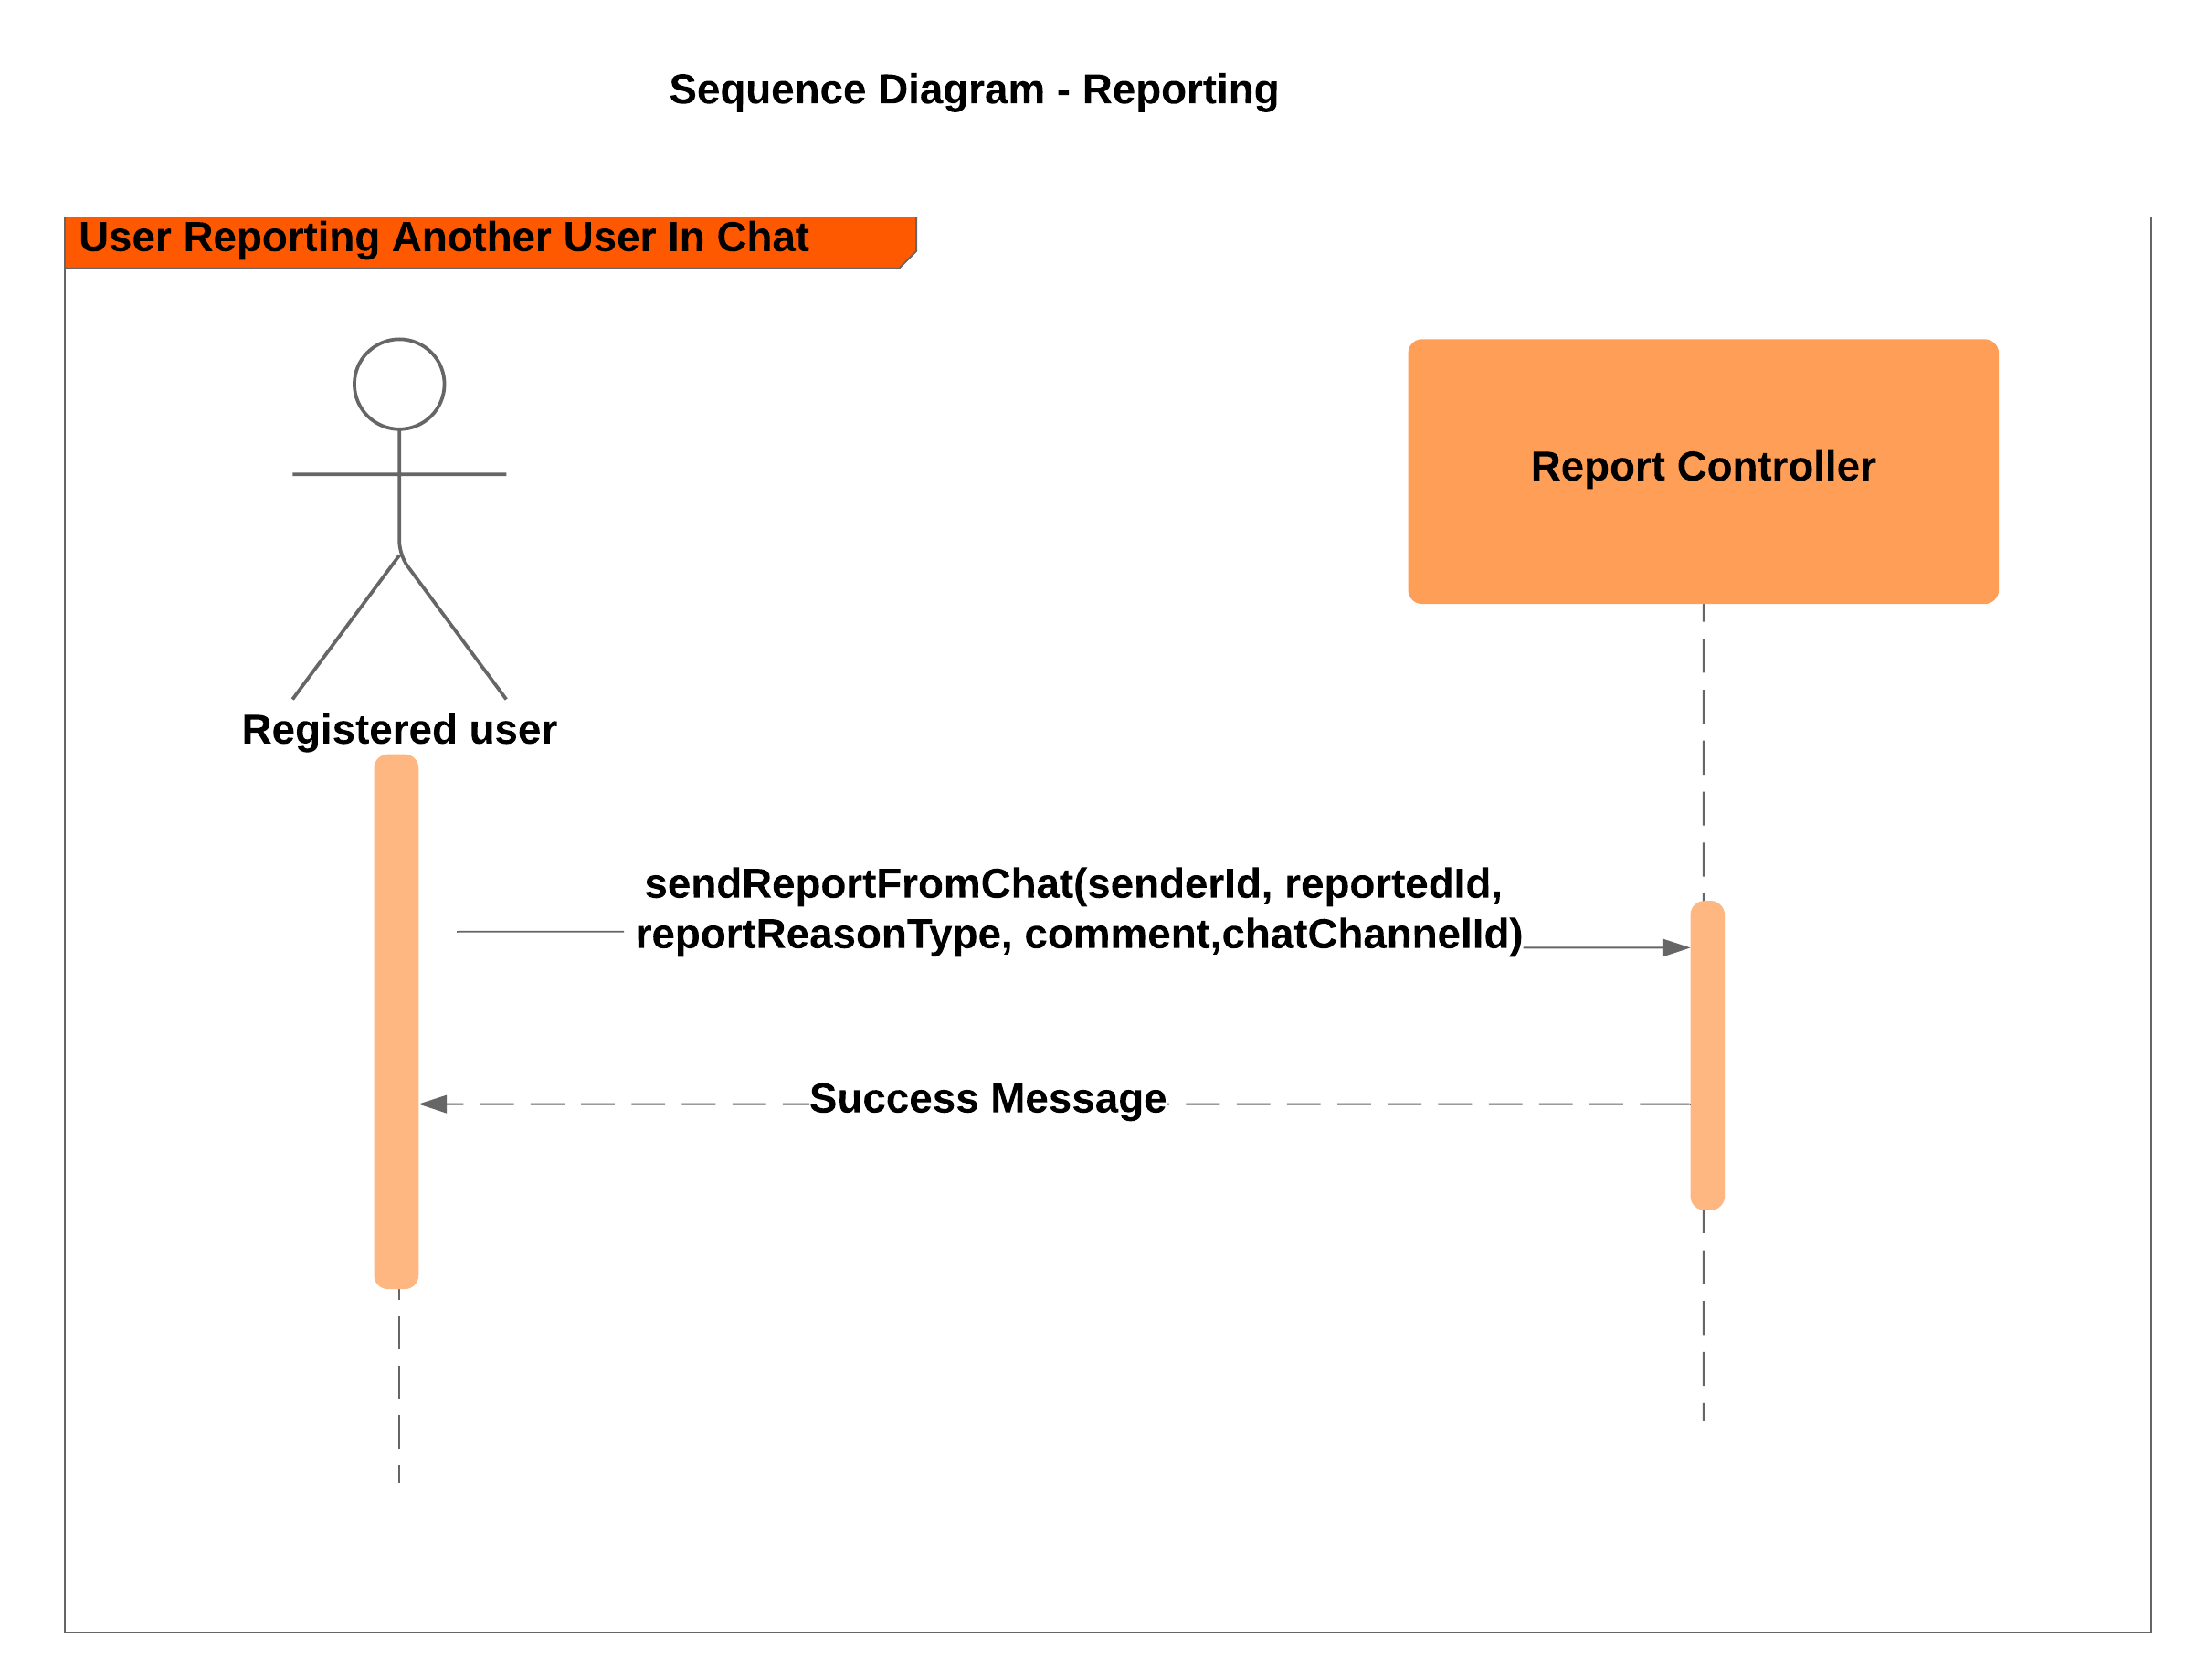 Sequence Diagram - Reporting
User Reporting Another User In Chat
Report Controller
Registered user
sendReportFromChat(senderId, reportedId,
reportReasonType, comment,chatChannelId)
Success Message